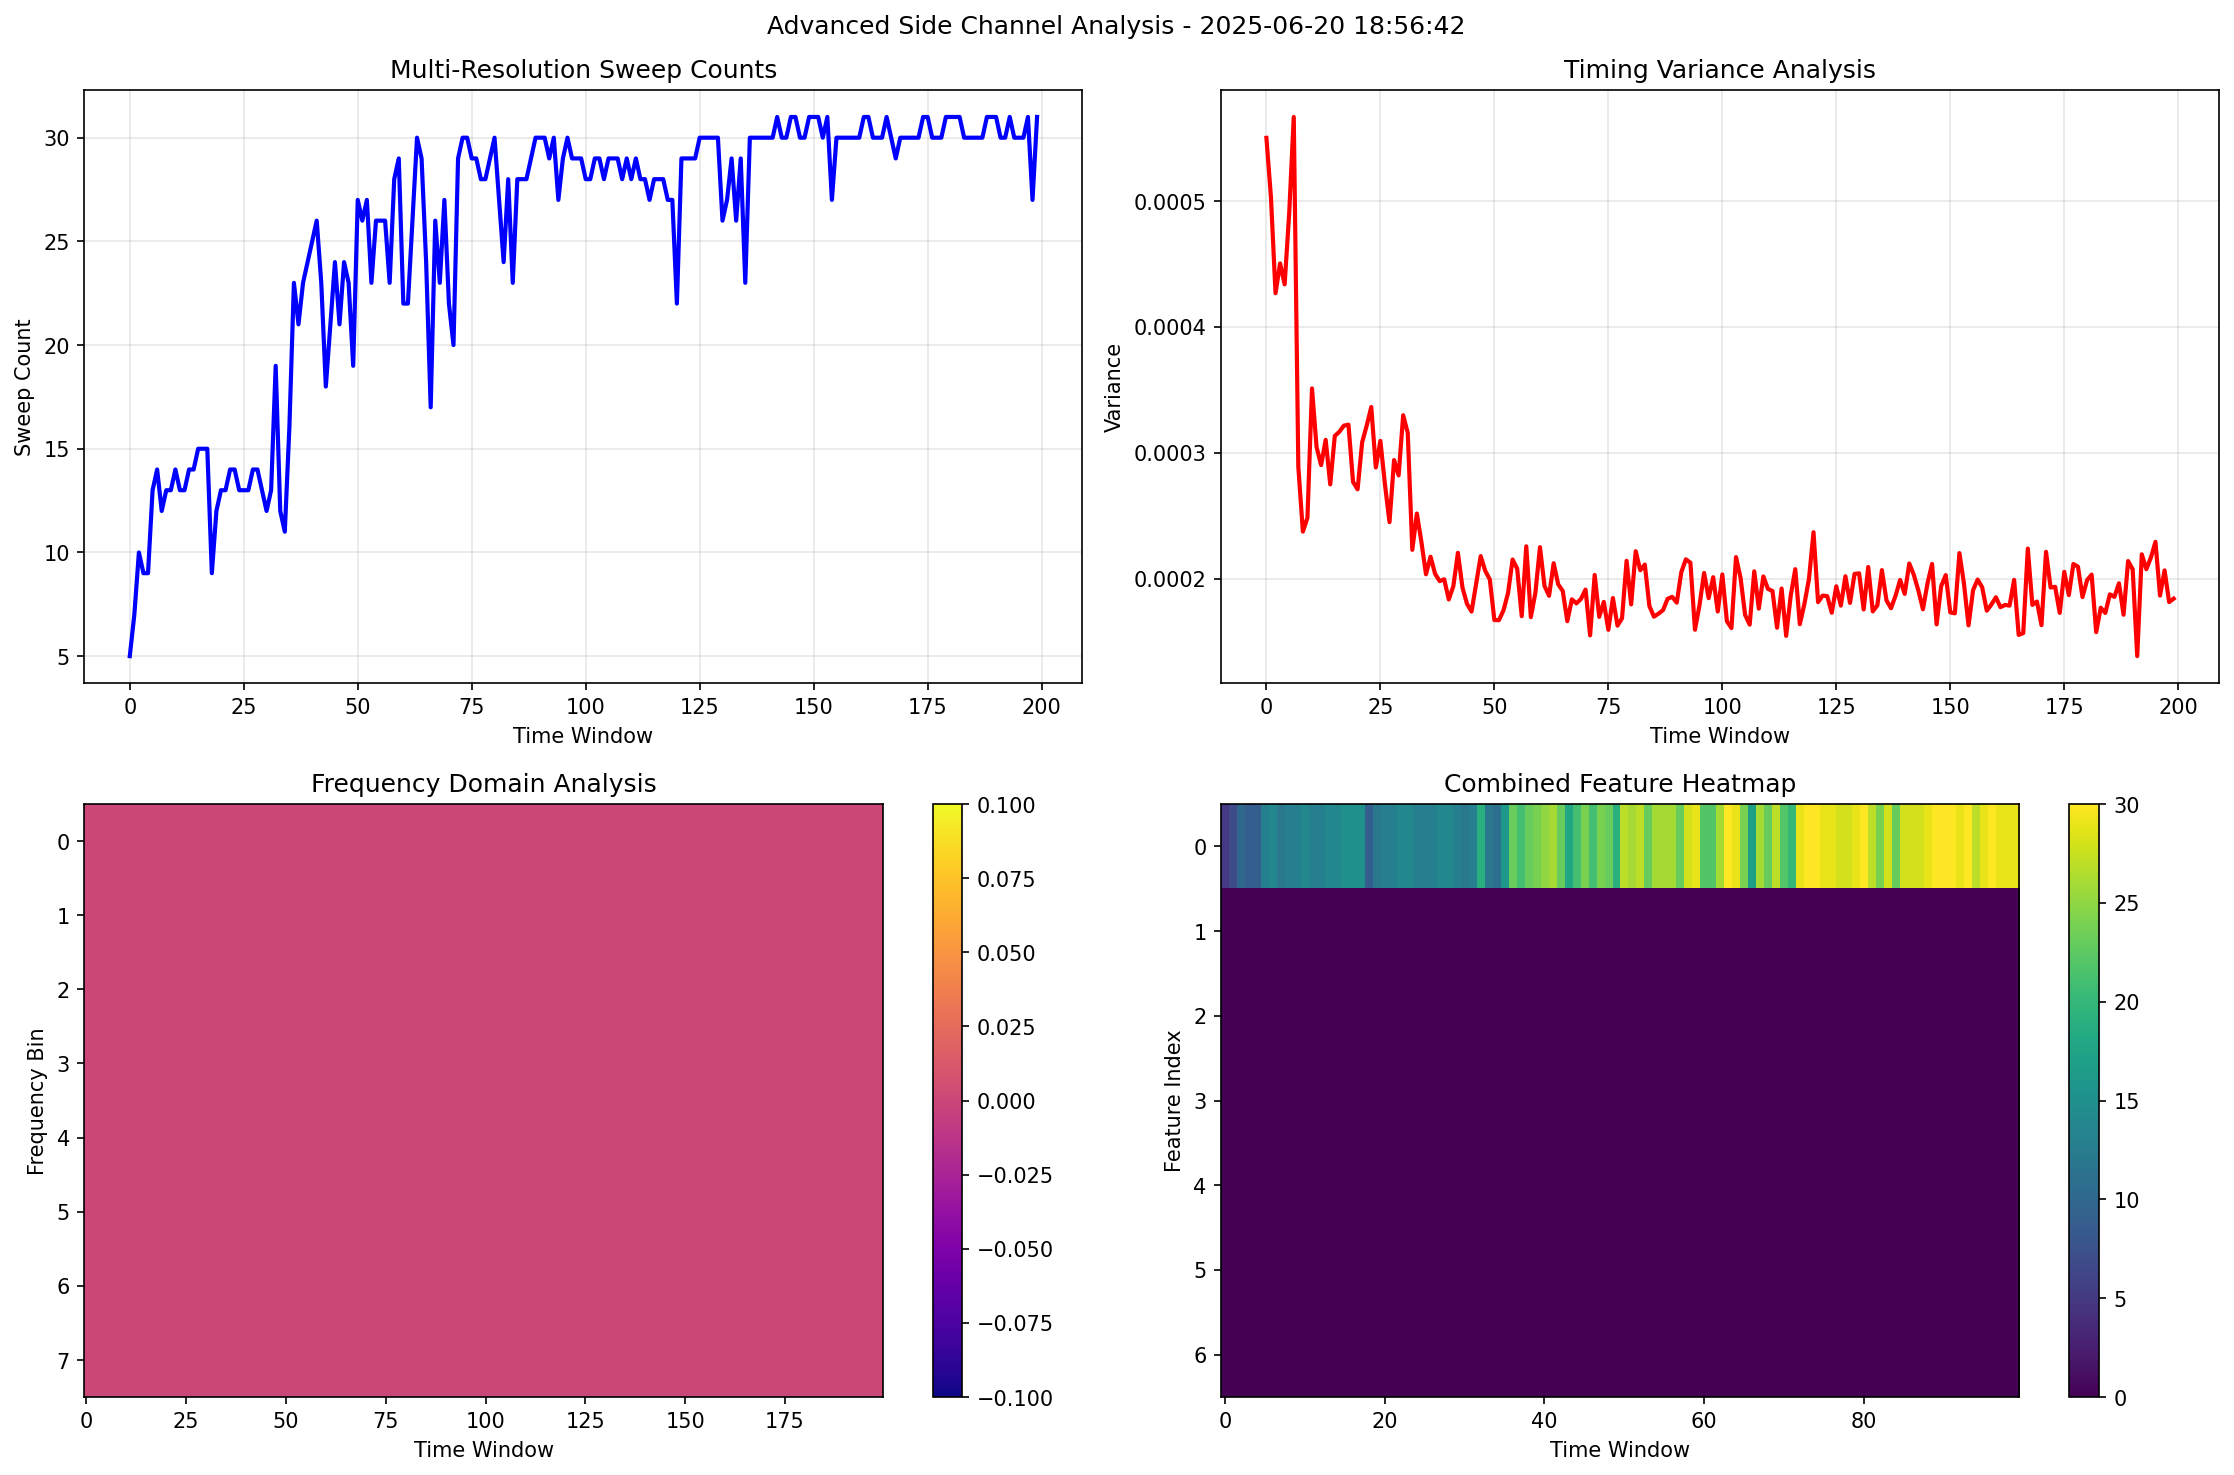 Advanced Side Channel Analysis - 2025-06-20 18:56:42
Multi-Resolution Sweep Counts
Sweep Count
30
25
20
15
10
5
0 25 50 75 100 125 150 175 200
Time Window
Timing Variance Analysis
Variance
0.0005
0.0004
0.0003
0.0002
0 25 50 75 100 125 150 175 200
Time Window
Frequency Domain Analysis
Frequency Bin
0
1
2
3
4
5
6
7
0 25 50 75 100 125 150 175
Time Window
0.100
0.075
0.050
0.025
0.000
−0.025
−0.050
−0.075
−0.100
Combined Feature Heatmap
Feature Index
0
1
2
3
4
5
6
0 20 40 60 80
Time Window
30
25
20
15
10
5
0